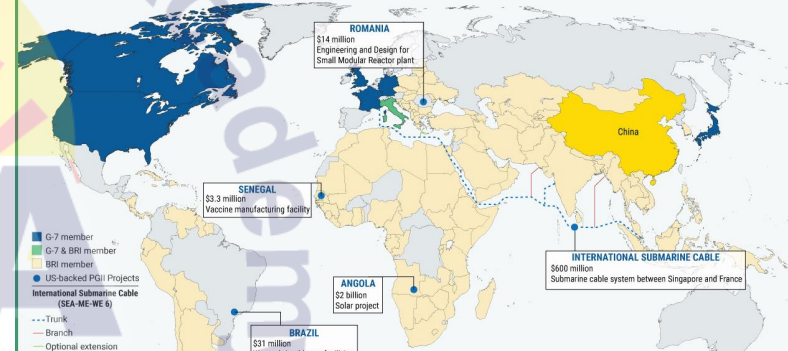 ROMANIA
$14 million
Engineering and Design for
Small Modular Reactor plant
China
SENEGAL
$3.3 million
Vaccine manufacturing facility
G-7 member
G-7 & BRI member
BRI member
US-backed PGII Projects
International Submarine Cable
(SEA-ME-WE 6)
Trunk
Branch
Optional extension
ANGOLA
$2 billion
Solar project
INTERNATIONAL SUBMARINE CABLE
$600 million
Submarine cable system between Singapore and France
BRAZIL
$31 million